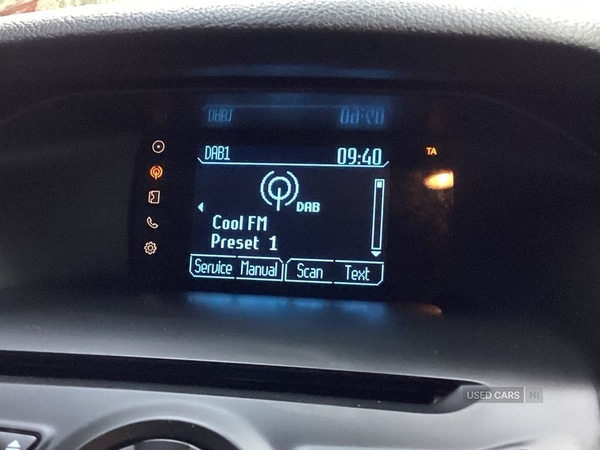 DAB1 09:40
TA
DAB
Cool FM
Preset 1
Service Manual Scan Text
USED CARS NI